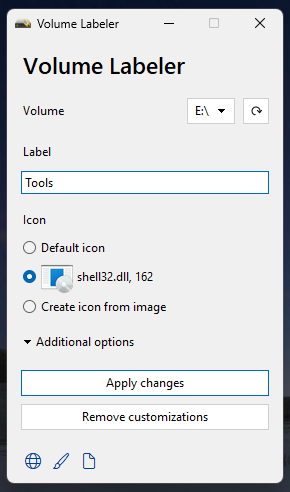 Volume Labeler
Volume Labeler
Volume E:\
Label
Tools
Icon
Default icon
shell32.dll, 162
Create icon from image
Additional options
Apply changes
Remove customizations